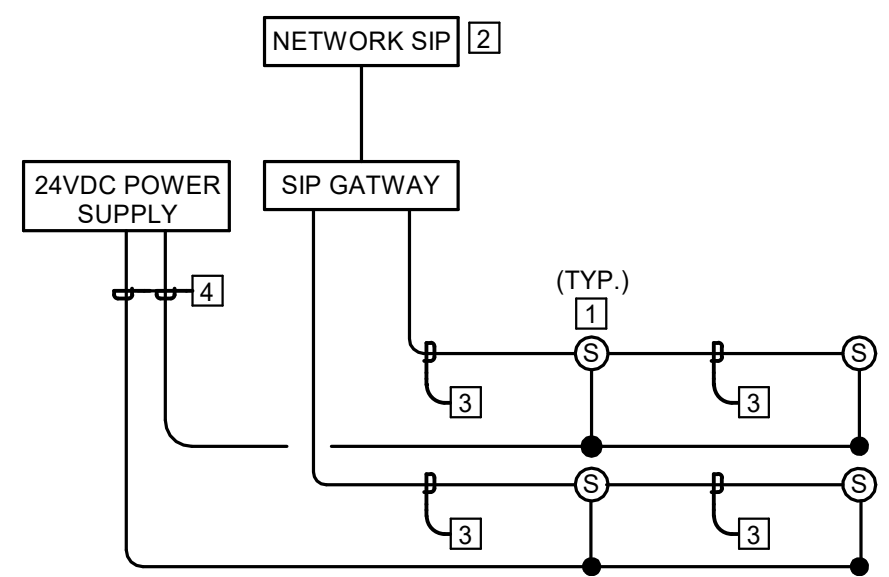 NETWORK SIP 2
24VDC POWER
SUPPLY
SIP GATWAY
4
(TYP.)
1
S S
3 3
S S
3 3